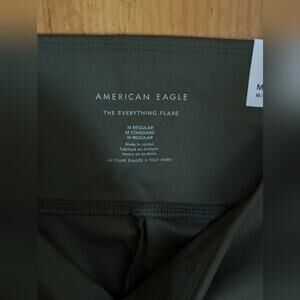 AMERICAN EAGLE
THE EVERYTHING FLARE
M REGULAR
M STANDARD
M REGULAR
Made in Jordan
Fabriqué en Jordanie
Hecho en Jordania
LA COUPE ÉVASÉE À TOUT FAIRE
M
M/